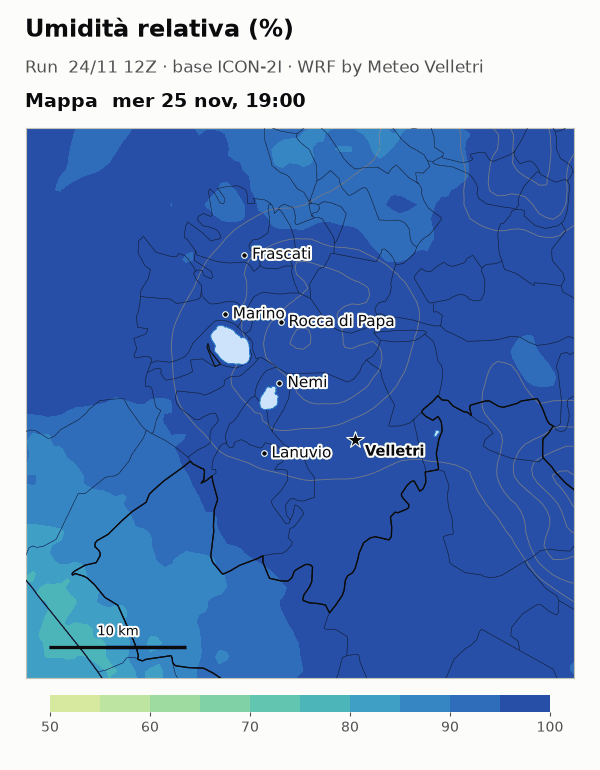 Umidità relativa (%)
Run  24/11 12Z · base ICON-2I · WRF by Meteo Velletri
Mappa  mer 25 nov, 19:00
Frascati
Marino
Rocca di Papa
Nemi
Velletri
Lanuvio
10 km
50 60 70 80 90 100